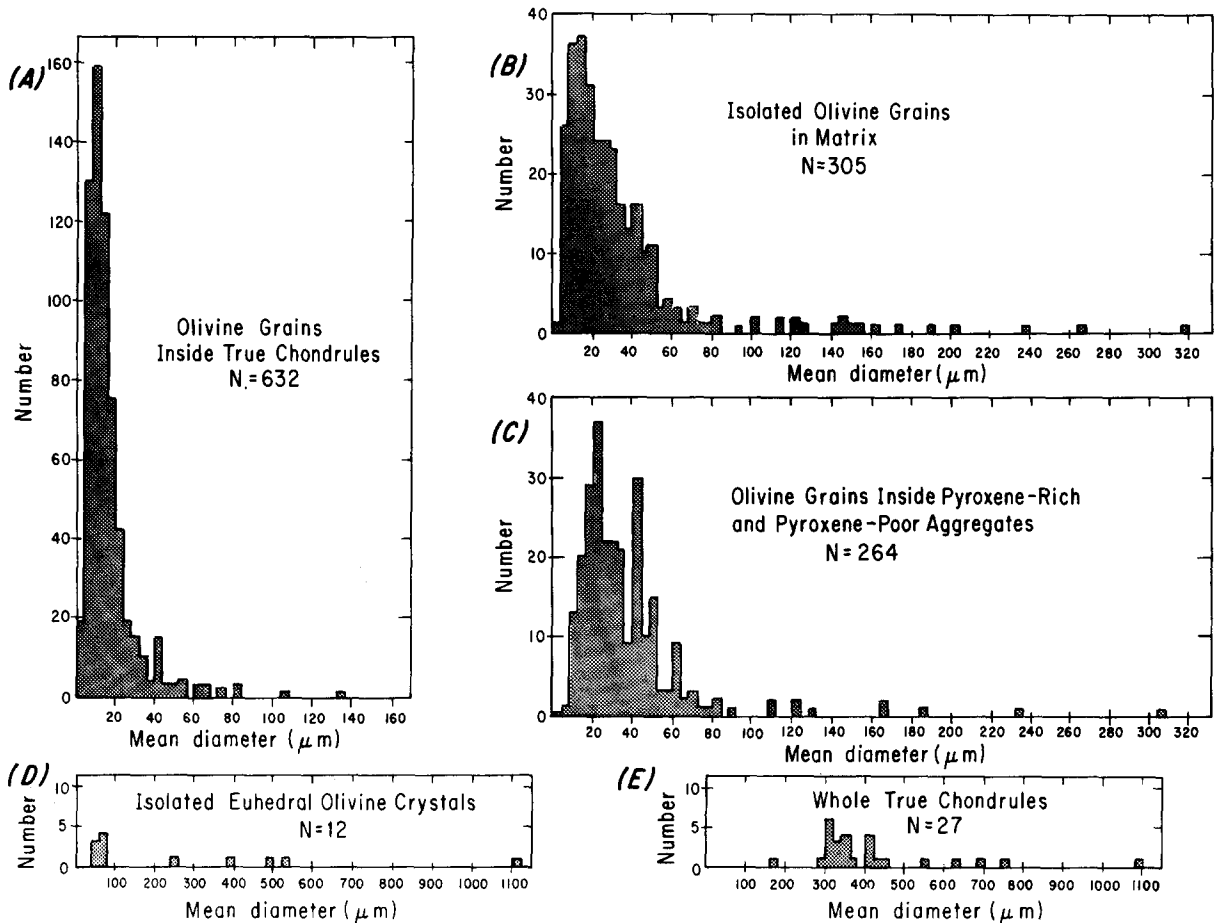 (A)
160
140
120
100
80
60
40
20
0
Number
Olivine Grains
Inside True Chondrules
N.=632
20 40 60 80 100 120 140 160
Mean diameter (μm)
(B)
40
30
20
10
0
Number
Isolated Olivine Grains
in Matrix
N=305
20 40 60 80 100 120 140 160 180 200 220 240 260 280 300 320
Mean diameter (μm)
(C)
40
30
20
10
0
Number
Olivine Grains Inside Pyroxene-Rich
and Pyroxene-Poor Aggregates
N=264
20 40 60 80 100 120 140 160 180 200 220 240 260 280 300 320
Mean diameter (μm)
(D)
10
5
0
Number
Isolated Euhedral Olivine Crystals
N=12
100 200 300 400 500 600 700 800 900 1000 1100
Mean diameter (μm)
(E)
10
5
0
Number
Whole True Chondrules
N=27
100 200 300 400 500 600 700 800 900 1000 1100
Mean diameter (μm)